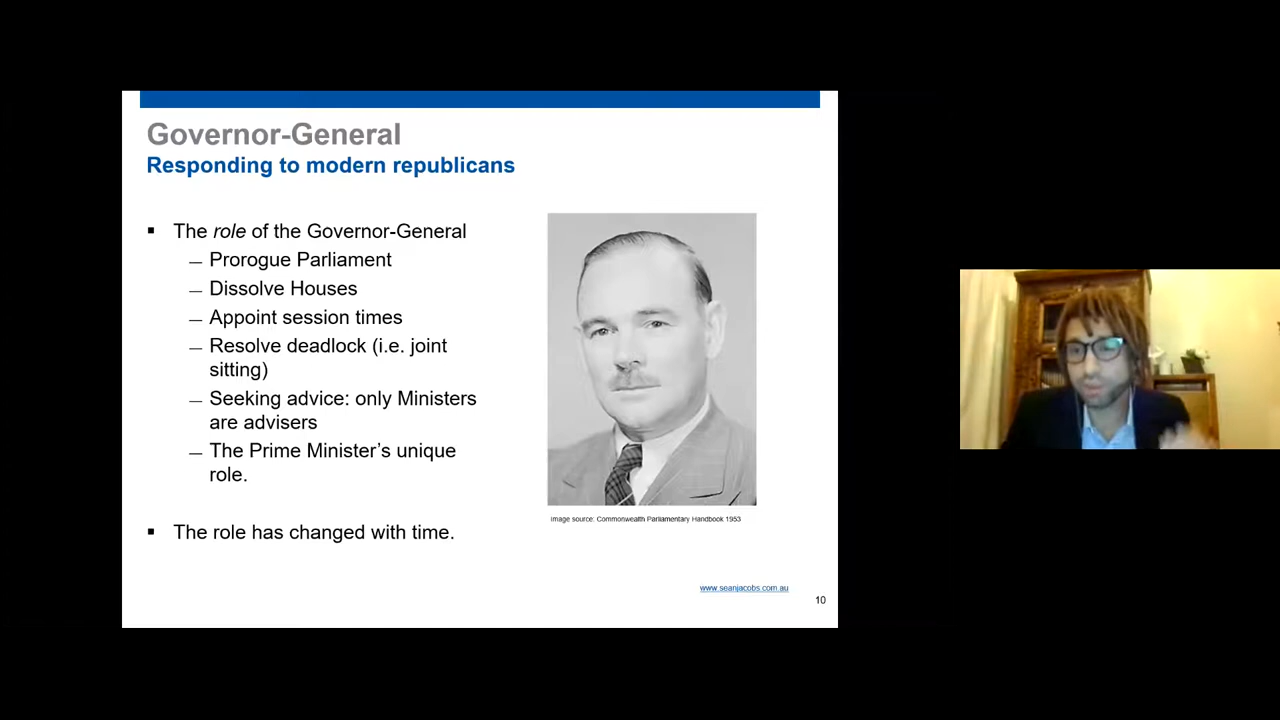 Governor-General
Responding to modern republicans
▪ The role of the Governor-General
— Prorogue Parliament
— Dissolve Houses
— Appoint session times
— Resolve deadlock (i.e. joint
sitting)
— Seeking advice: only Ministers
are advisers
— The Prime Minister’s unique
role.
▪ The role has changed with time.
Image source: Commonwealth Parliamentary Handbook 1953
www.seanjacobs.com.au
10